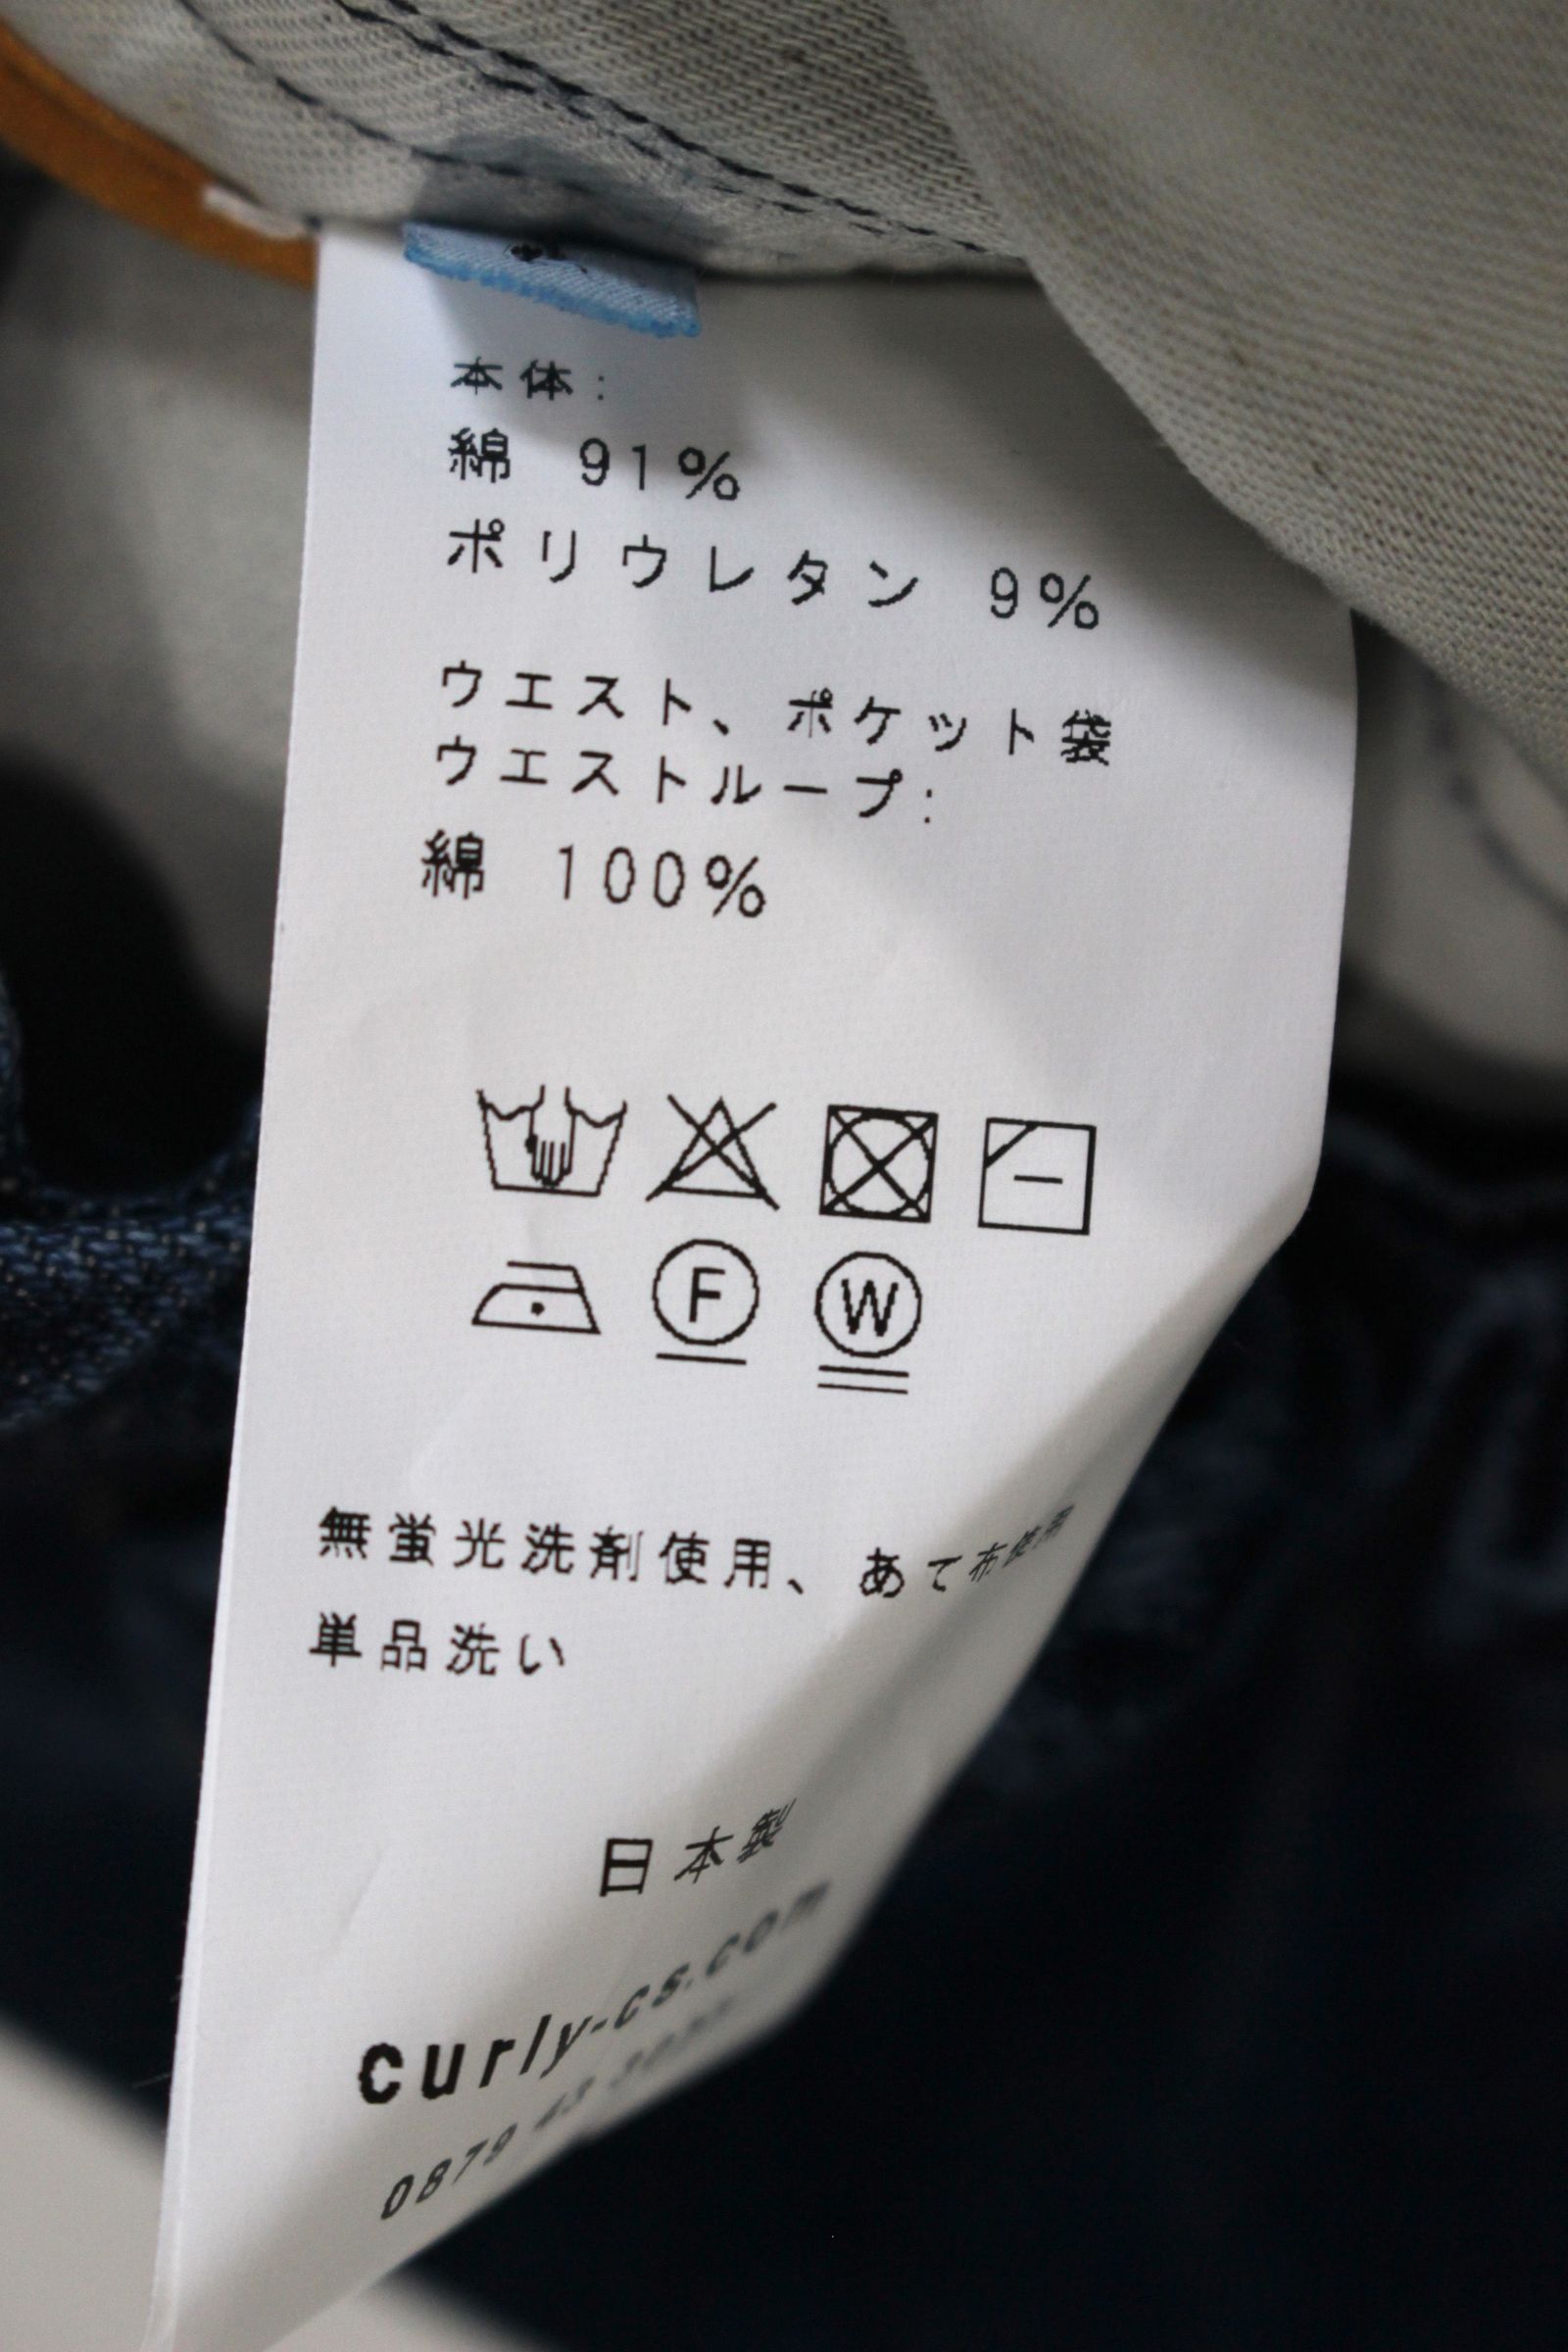 本体:
綿 91%
ポリウレタン 9%
ウエスト、ポケット袋
ウエストループ:
綿 100%
F W
無蛍光洗剤使用、あて布使用
単品洗い
日本製
curly-cs.com
0879 43